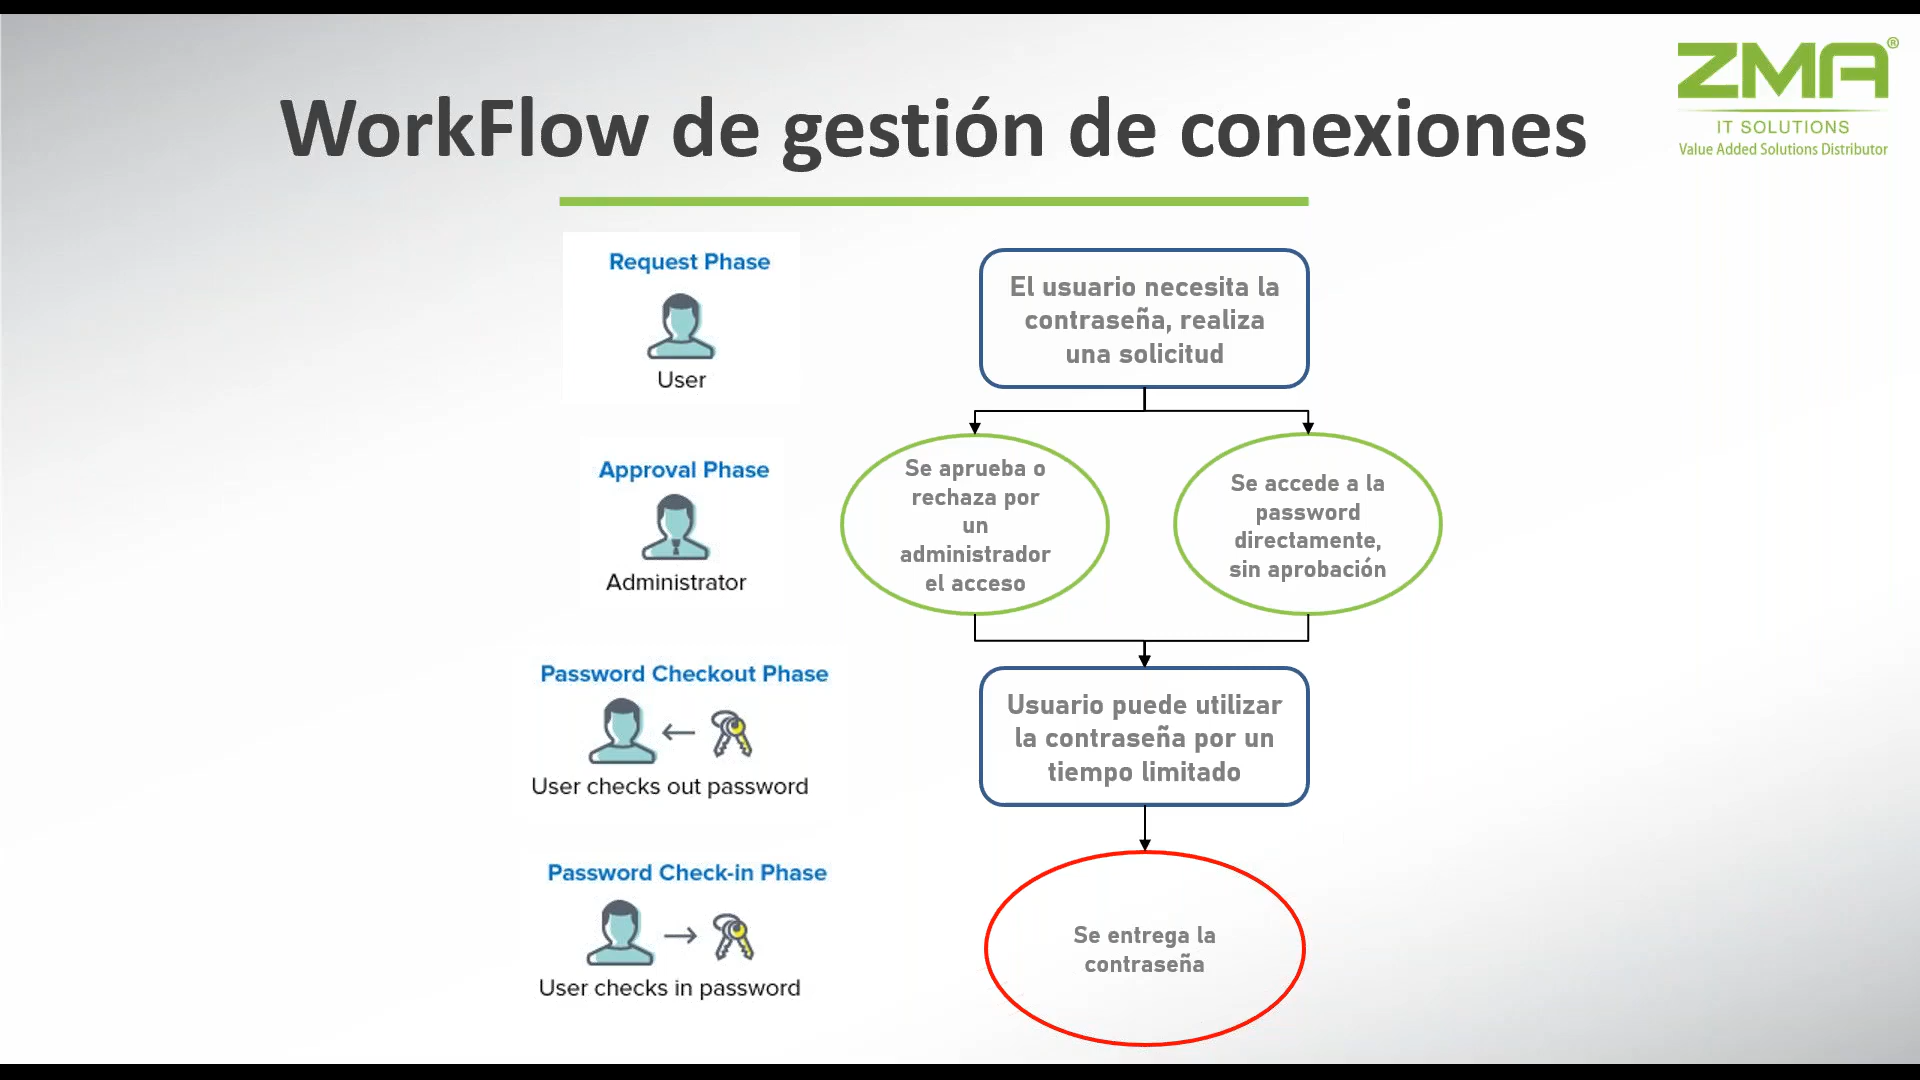 ZMA®
IT SOLUTIONS
Value Added Solutions Distributor
WorkFlow de gestión de conexiones
Request Phase
User
El usuario necesita la
contraseña, realiza
una solicitud
Approval Phase
Administrator
Se aprueba o
rechaza por
un
administrador
el acceso
Se accede a la
password
directamente,
sin aprobación
Password Checkout Phase
User checks out password
Usuario puede utilizar
la contraseña por un
tiempo limitado
Password Check-in Phase
User checks in password
Se entrega la
contraseña